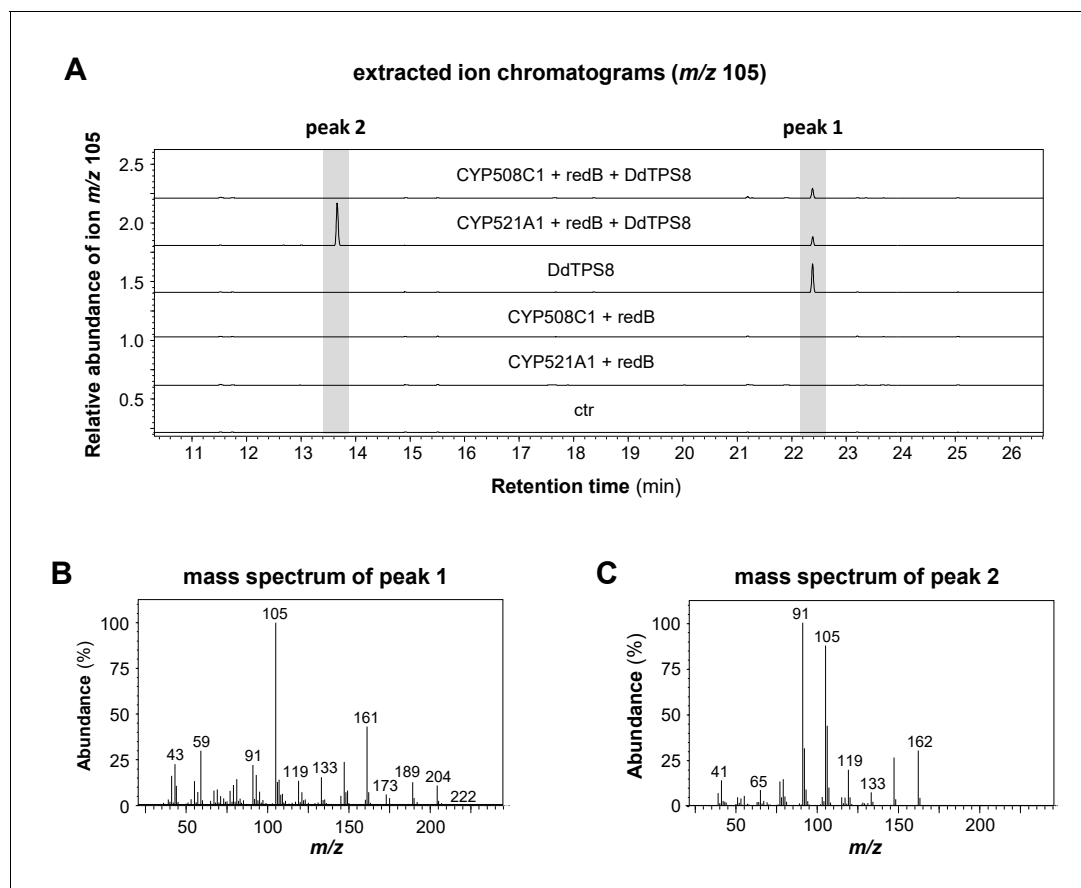 A
extracted ion chromatograms (m/z 105)
peak 2
peak 1
Relative abundance of ion m/z 105
2.5
2.0
1.5
1.0
0.5
CYP508C1 + redB + DdTPS8
CYP521A1 + redB + DdTPS8
DdTPS8
CYP508C1 + redB
CYP521A1 + redB
ctr
11 12 13 14 15 16 17 18 19 20 21 22 23 24 25 26
Retention time (min)
B
mass spectrum of peak 1
Abundance (%)
100
75
50
25
0
105
161
59
43
91
119
133
173
189
204
222
50 100 150 200
m/z
C
mass spectrum of peak 2
Abundance (%)
100
75
50
25
0
91
105
162
119
41
65
133
50 100 150 200
m/z